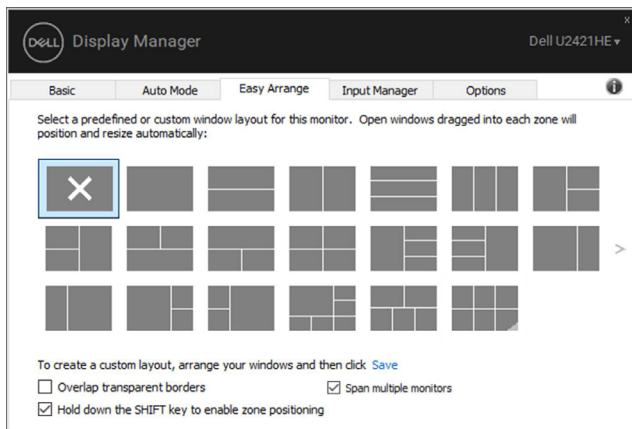 x
DELL Display Manager Dell U2421HE
Basic Auto Mode Easy Arrange Input Manager Options
Select a predefined or custom window layout for this monitor. Open windows dragged into each zone will
position and resize automatically:
To create a custom layout, arrange your windows and then click Save
Overlap transparent borders Span multiple monitors
Hold down the SHIFT key to enable zone positioning